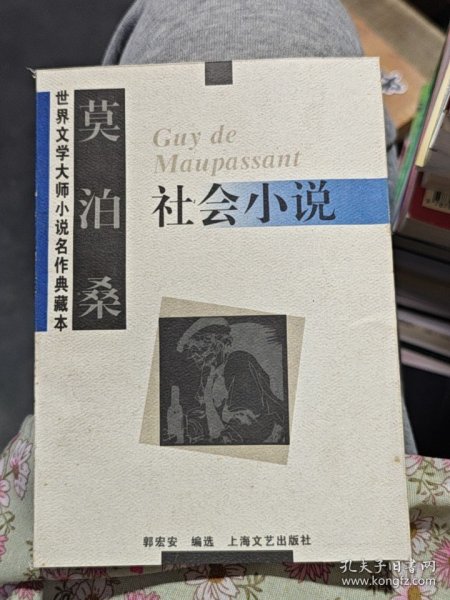 世界文学大师小说名作典藏本
莫泊桑
Guy de
Maupassant
社会小说
郭宏安 编选 上海文艺出版社
孔夫子旧书网
www.kongfz.com